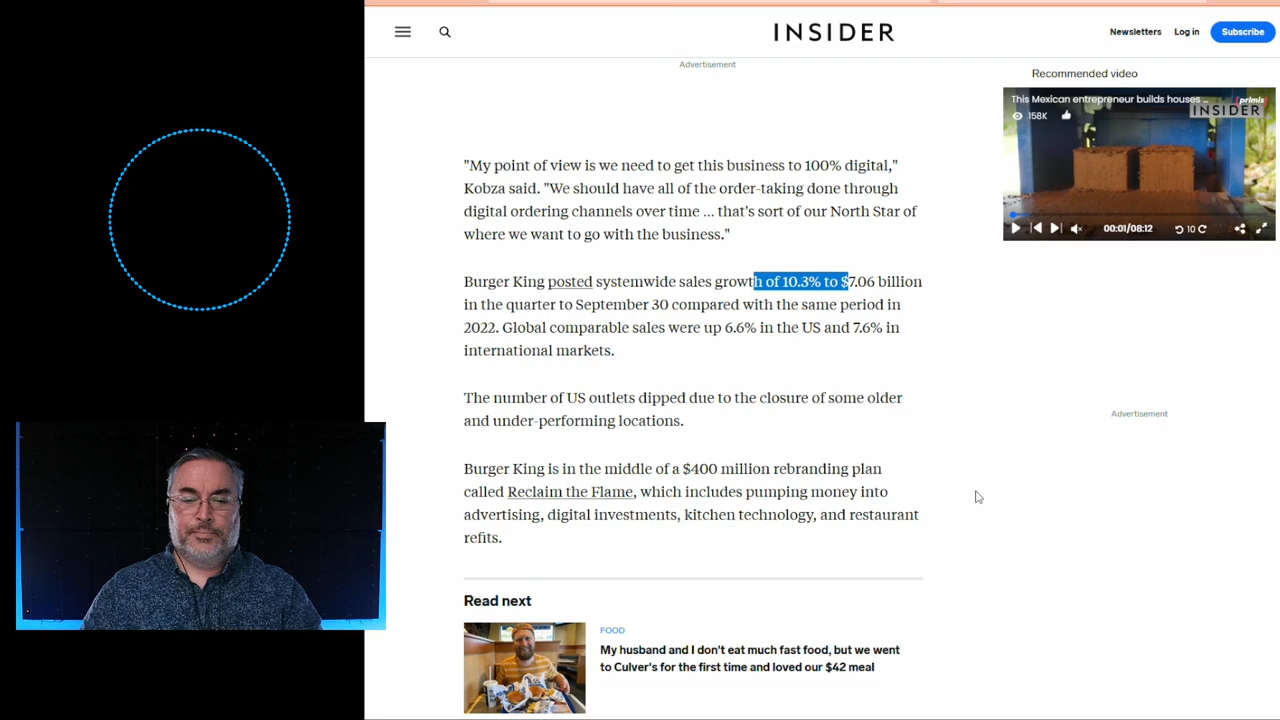 INSIDER
Newsletters
Log in
Subscribe
Advertisement
"My point of view is we need to get this business to 100% digital,"
Kobza said. "We should have all of the order-taking done through
digital ordering channels over time ... that's sort of our North Star of
where we want to go with the business."
Burger King posted systemwide sales growth of 10.3% to $7.06 billion
in the quarter to September 30 compared with the same period in
2022. Global comparable sales were up 6.6% in the US and 7.6% in
international markets.
The number of US outlets dipped due to the closure of some older
and under-performing locations.
Burger King is in the middle of a $400 million rebranding plan
called Reclaim the Flame, which includes pumping money into
advertising, digital investments, kitchen technology, and restaurant
refits.
Read next
FOOD
My husband and I don't eat much fast food, but we went
to Culver's for the first time and loved our $42 meal
Recommended video
This Mexican entrepreneur builds houses ...
primis
INSIDER
158K
00:01/08:12
10
Advertisement